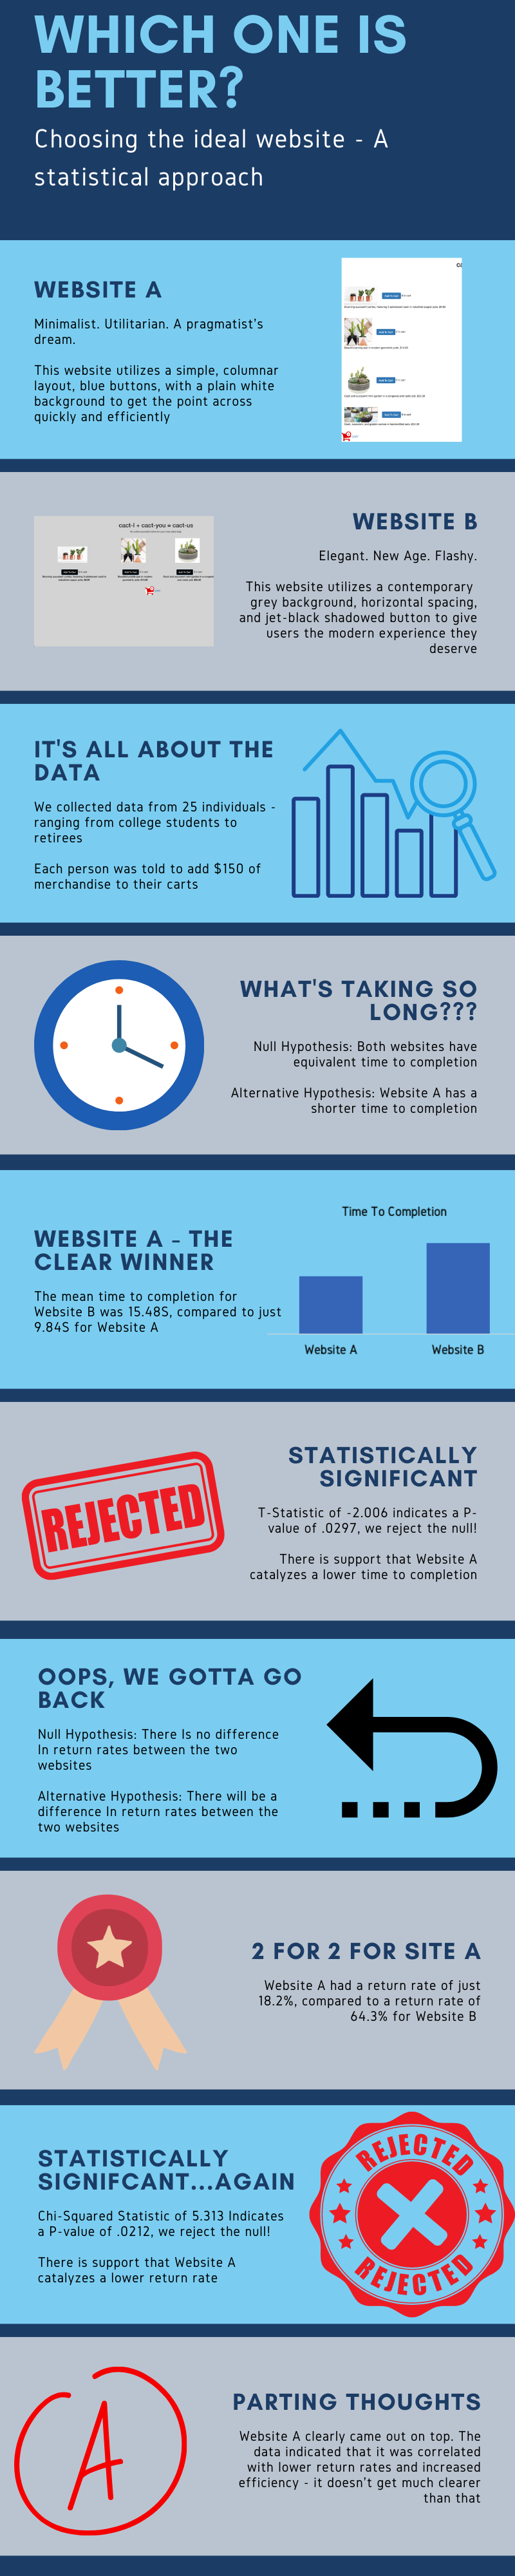 WHICH ONE IS
BETTER?
Choosing the ideal website - A
statistical approach
WEBSITE A
Minimalist. Utilitarian. A pragmatist's
dream.
This website utilizes a simple, columnar
layout, blue buttons, with a plain white
background to get the point across
quickly and efficiently
cact-i + cact-you = cact-us
WEBSITE B
Elegant. New Age. Flashy.
This website utilizes a contemporary
grey background, horizontal spacing,
and jet-black shadowed button to give
users the modern experience they
deserve
IT'S ALL ABOUT THE
DATA
We collected data from 25 individuals -
ranging from college students to
retirees
Each person was told to add $150 of
merchandise to their carts
WHAT'S TAKING SO
LONG???
Null Hypothesis: Both websites have
equivalent time to completion
Alternative Hypothesis: Website A has a
shorter time to completion
WEBSITE A - THE
CLEAR WINNER
The mean time to completion for
Website B was 15.48S, compared to just
9.84S for Website A
Time To Completion
Website A
Website B
REJECTED
STATISTICALLY
SIGNIFICANT
T-Statistic of -2.006 indicates a P-
value of .0297, we reject the null!
There is support that Website A
catalyzes a lower time to completion
OOPS, WE GOTTA GO
BACK
Null Hypothesis: There Is no difference
In return rates between the two
websites
Alternative Hypothesis: There will be a
difference In return rates between the
two websites
2 FOR 2 FOR SITE A
Website A had a return rate of just
18.2%, compared to a return rate of
64.3% for Website B
STATISTICALLY
SIGNIFCANT...AGAIN
Chi-Squared Statistic of 5.313 Indicates
a P-value of .0212, we reject the null!
There is support that Website A
catalyzes a lower return rate
REJECTED
REJECTED
A
PARTING THOUGHTS
Website A clearly came out on top. The
data indicated that it was correlated
with lower return rates and increased
efficiency - it doesn't get much clearer
than that